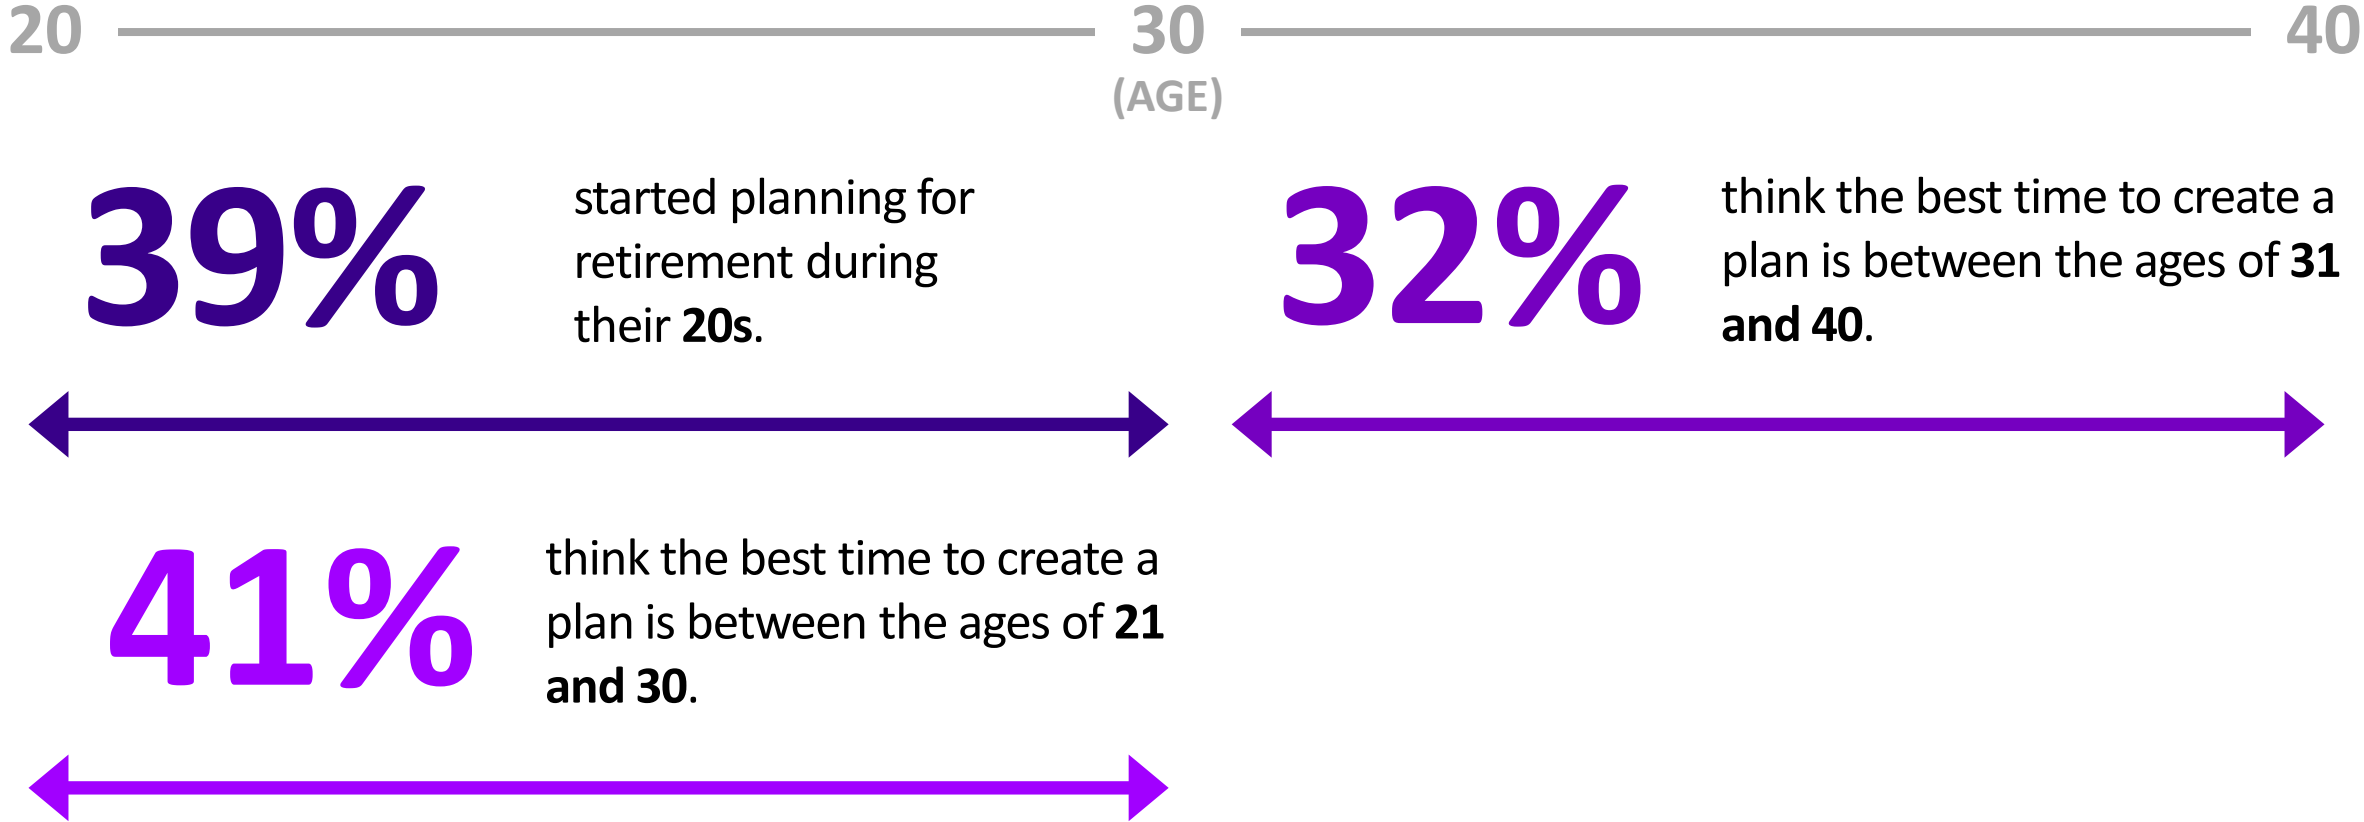 20
30
40
(AGE)
39%
started planning for
retirement during
their 20s.
32%
think the best time to create a
plan is between the ages of 31
and 40.
41%
think the best time to create a
plan is between the ages of 21
and 30.